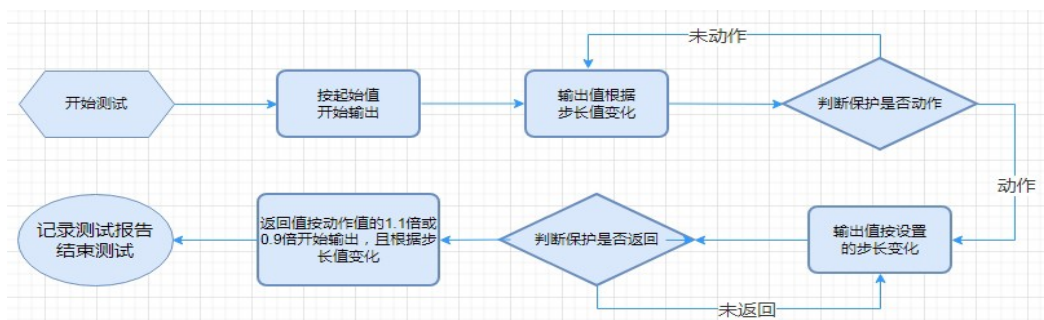 未动作
开始测试
按起始值
开始输出
输出值根据
步长值变化
判断保护是否动作
动作
记录测试报告
结束测试
返回值按动作值的1.1倍或
0.9倍开始输出，且根据步
长值变化
判断保护是否返回
输出值按设置
的步长变化
未返回